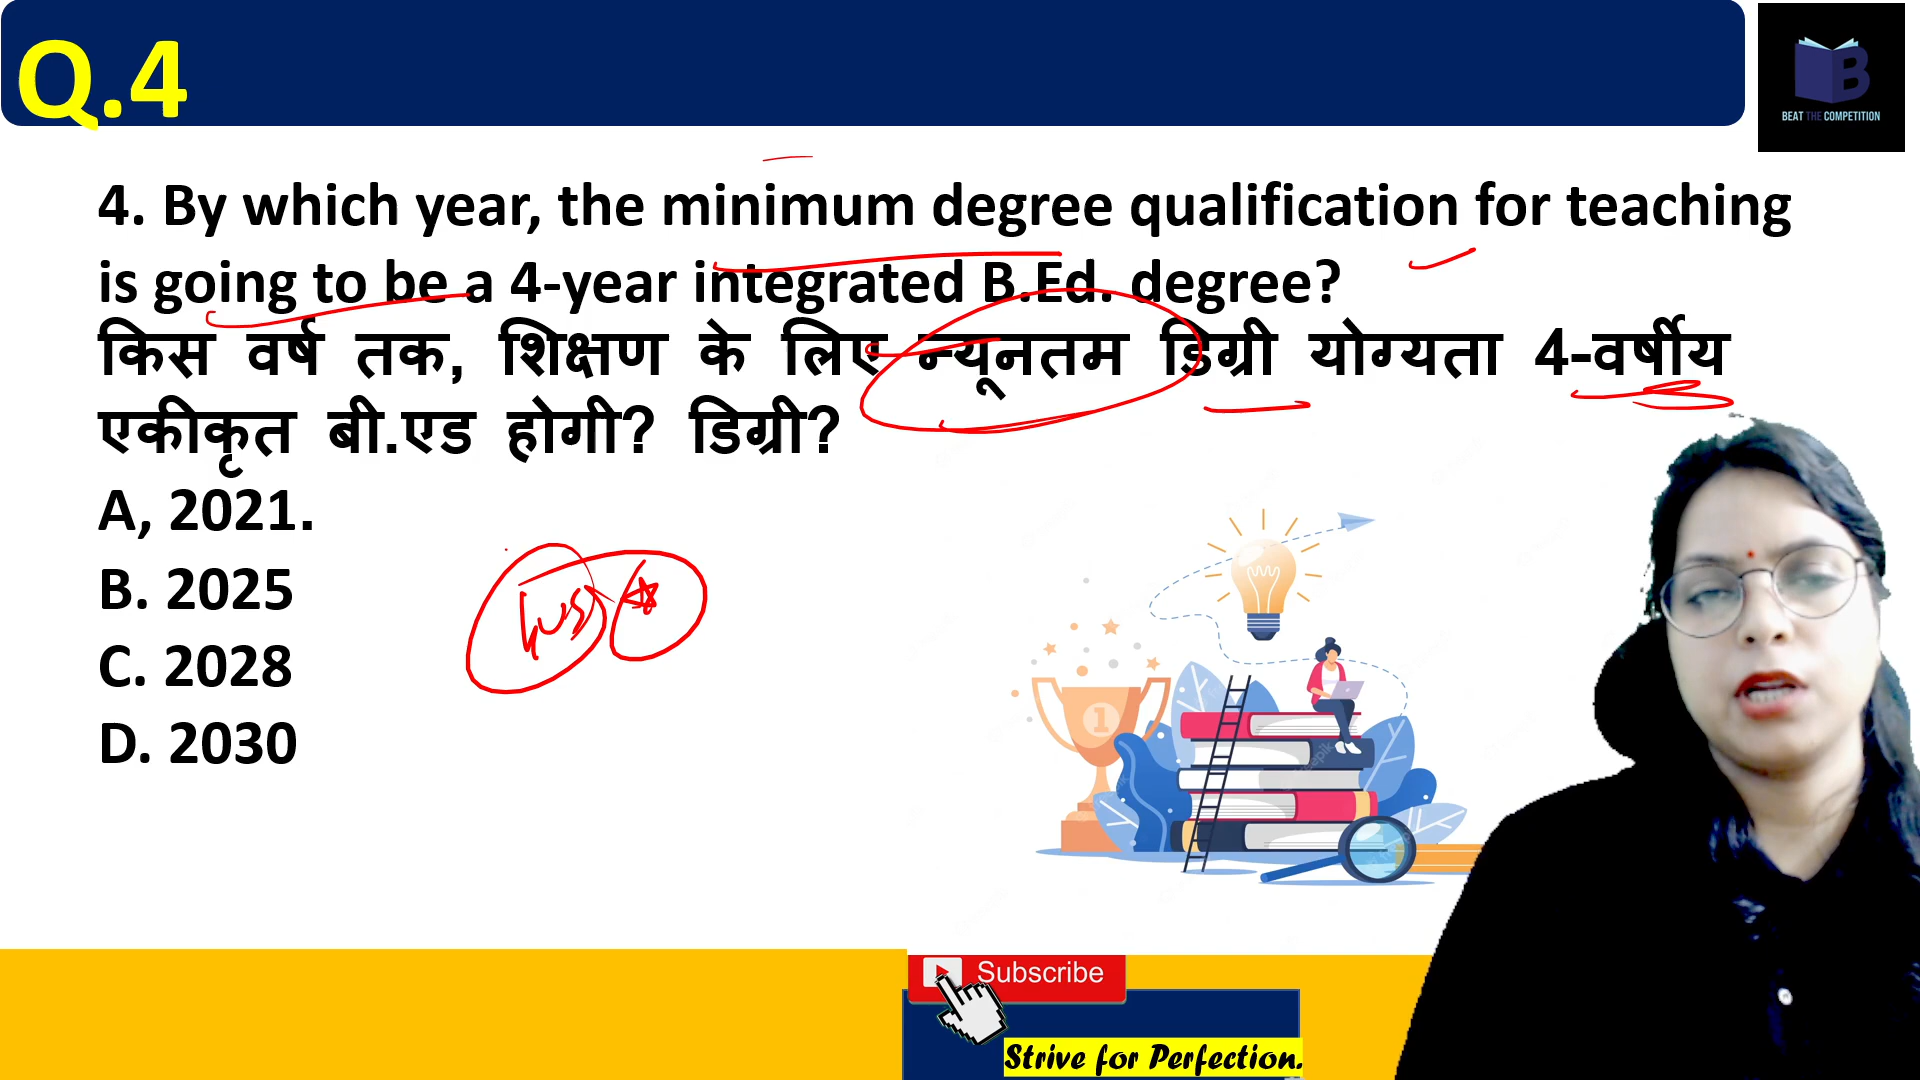 Q.4
BEAT THE COMPETITION
4. By which year, the minimum degree qualification for teaching
is going to be a 4-year integrated B.Ed. degree?
किस वर्ष तक, शिक्षण के लिए न्यूनतम डिग्री योग्यता 4-वर्षीय
एकीकृत बी.एड होगी? डिग्री?
A, 2021.
B. 2025
C. 2028
D. 2030
1
Subscribe
Strive for Perfection.